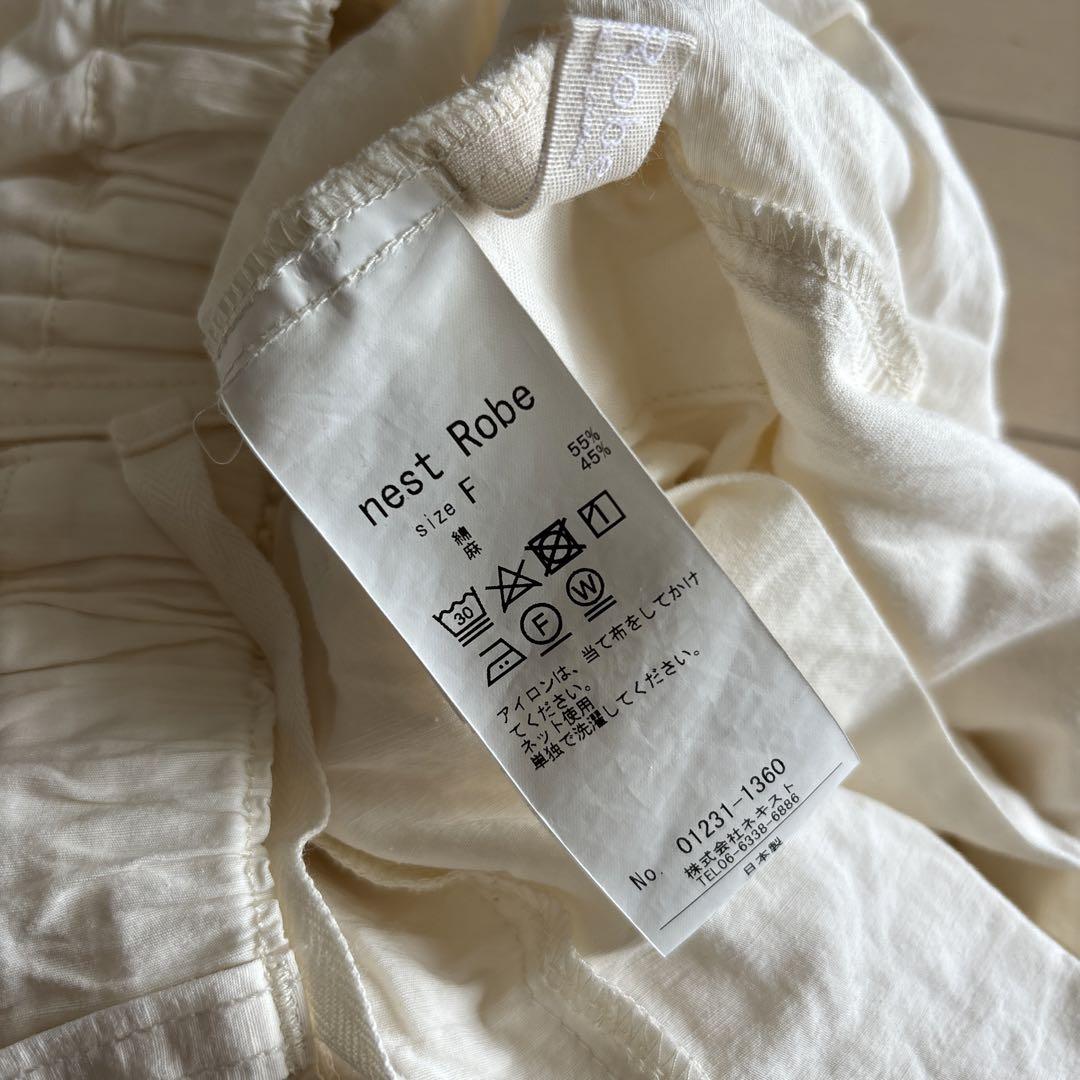 Robe
nest Robe
size F
綿 55%
麻 45%
30
F
W
アイロンは、当て布をしてかけ
てください。
ネット使用
単独で洗濯してください。
No. 01231-1360
株式会社ネキスト
TEL06-6338-6886
日本製